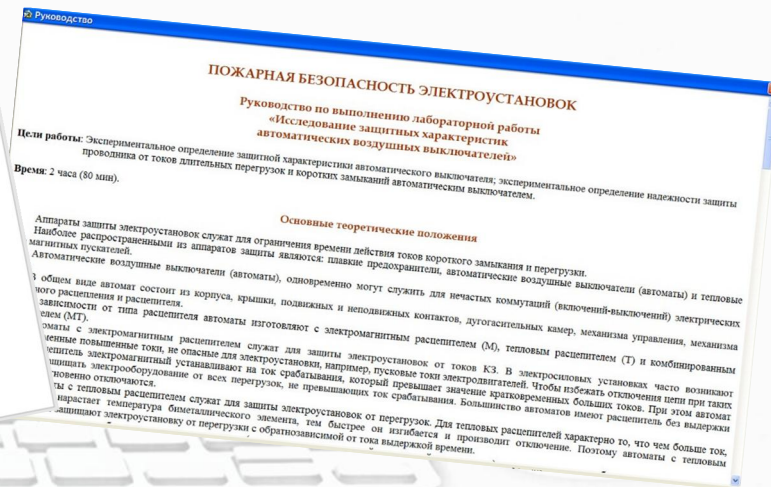 Руководство
ПОЖАРНАЯ БЕЗОПАСНОСТЬ ЭЛЕКТРОУСТАНОВОК
Руководство по выполнению лабораторной работы
«Исследование защитных характеристик
автоматических воздушных выключателей»
Цели работы: Экспериментальное определение защитной характеристики автоматического выключателя; экспериментальное определение надежности защиты
проводника от токов длительных перегрузок и коротких замыканий автоматическим выключателем.
Время: 2 часа (80 мин).
Основные теоретические положения
Аппараты защиты электроустановок служат для ограничения времени действия токов короткого замыкания и перегрузки.
Наиболее распространенными из аппаратов защиты являются: плавкие предохранители, автоматические воздушные выключатели (автоматы) и тепловые
магнитных пускателей.
Автоматические воздушные выключатели (автоматы), одновременно могут служить для нечастых коммутаций (включений-выключений) электрических
В общем виде автомат состоит из корпуса, крышки, подвижных и неподвижных контактов, дугогасительных камер, механизма управления, механизма
ного расцепления и расцепителя.
зависимости от типа расцепителя автоматы изготовляют с электромагнитным расцепителем (М), тепловым расцепителем (Т) и комбинированным
елем (МТ).
оматы с электромагнитным расцепителем служат для защиты электроустановок от токов КЗ. В электросиловых установках часто возникают
менные повышенные токи, не опасные для электроустановки, например, пусковые токи электродвигателей. Чтобы избежать отключения цепи при таких
епитель электромагнитный устанавливают на ток срабатывания, который превышает значение кратковременных больших токов. При этом автомат
ащищать электрооборудование от всех перегрузок, не превышающих ток срабатывания. Большинство автоматов имеют расцепитель без выдержки
новенно отключаются.
ты с тепловым расцепителем служат для защиты электроустановок от перегрузок. Для тепловых расцепителей характерно то, что чем больше ток,
нарастает температура биметаллического элемента, тем быстрее он изгибается и производит отключение. Поэтому автоматы с тепловым
защищают электроустановку от перегрузки с обратнозависимой от тока выдержкой времени.